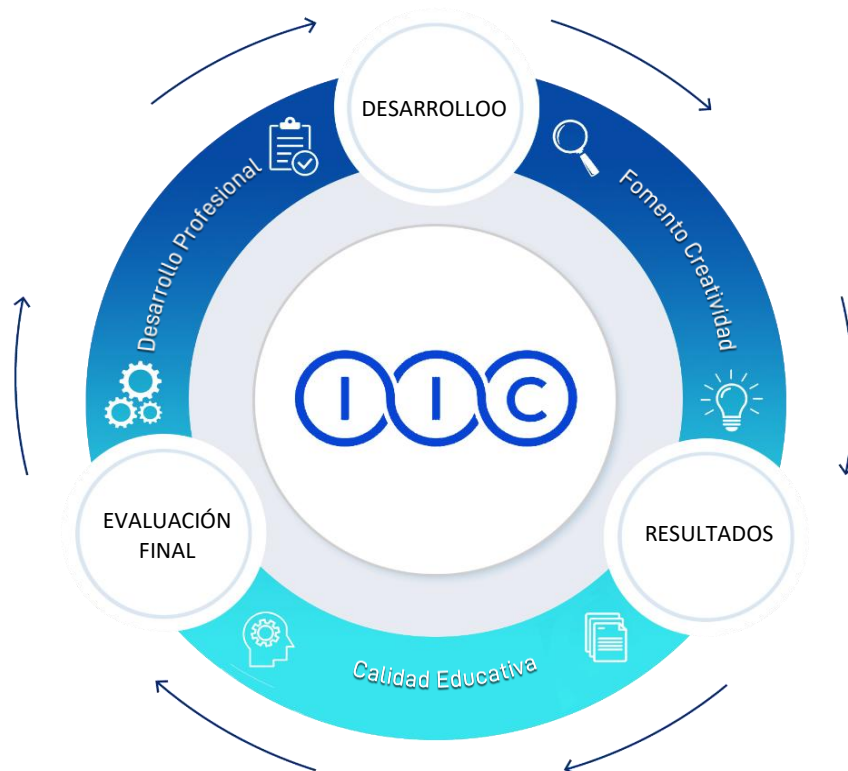 DESARROLLOO
Desarrollo Profesional
Fomento Creatividad
IIC
EVALUACIÓN
FINAL
RESULTADOS
Calidad Educativa